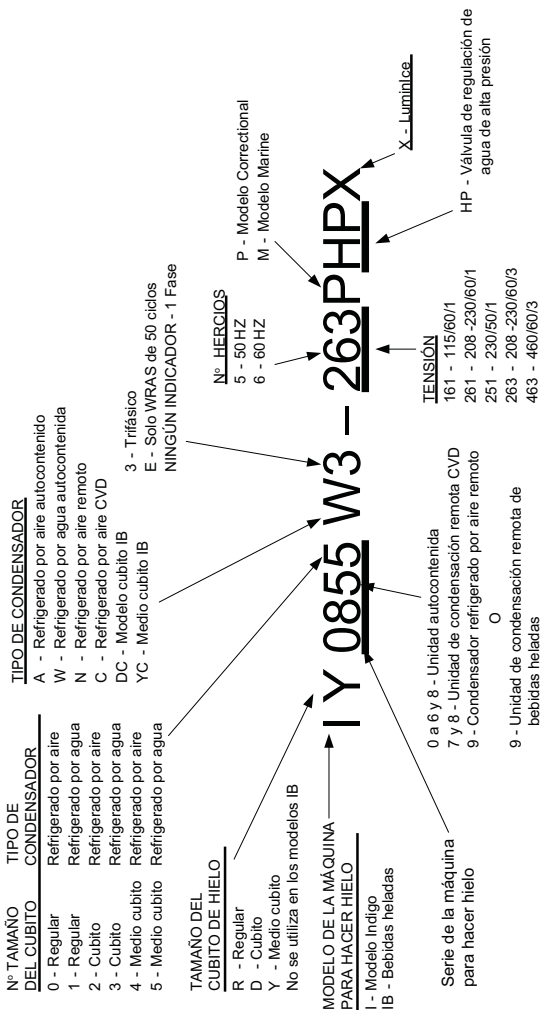 Nº TAMAÑO DEL CUBITO
TIPO DE CONDENSADOR
0 - Regular Refrigerado por aire
1 - Regular Refrigerado por agua
2 - Cubito Refrigerado por aire
3 - Cubito Refrigerado por agua
4 - Medio cubito Refrigerado por aire
5 - Medio cubito Refrigerado por agua
TIPO DE CONDENSADOR
A - Refrigerado por aire autocontenido
W - Refrigerado por agua autocontenida
N - Refrigerado por aire remoto
C - Refrigerado por aire CVD
DC - Modelo cubito IB
YC - Medio cubito IB
3 - Trifásico
E - Solo WRAS de 50 ciclos
NINGÚN INDICADOR - 1 Fase
Nº HERCIOS
5 - 50 HZ
6 - 60 HZ
P - Modelo Correctional
M - Modelo Marine
TAMAÑO DEL
CUBITO DE HIELO
R - Regular
D - Cubito
Y - Medio cubito
No se utiliza en los modelos IB
I Y 0855 W3 – 263PHPX
X - LuminIce
MODELO DE LA MÁQUINA
PARA HACER HIELO
I - Modelo Indigo
IB - Bebidas heladas
Serie de la máquina
para hacer hielo
0 a 6 y 8 - Unidad autocontenida
7 y 8 - Unidad de condensación remota CVD
9 - Condensador refrigerado por aire remoto
O
9 - Unidad de condensación remota de
bebidas heladas
TENSIÓN
161 - 115/60/1
261 - 208 -230/60/1
251 - 230/50/1
263 - 208 -230/60/3
463 - 460/60/3
HP - Válvula de regulación de
agua de alta presión